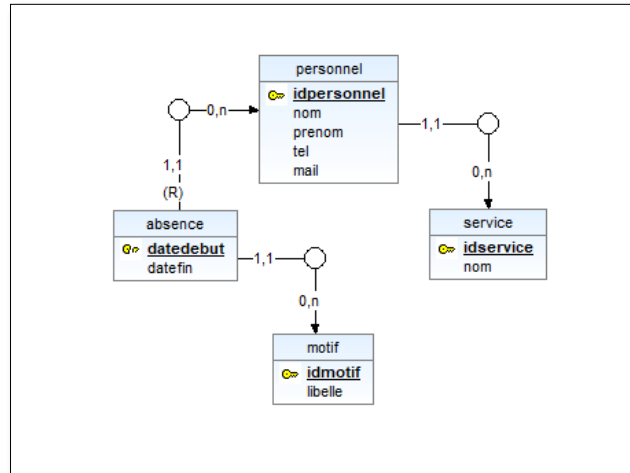 personnel
idpersonnel
nom
prenom
tel
mail
0,n
1,1
1,1
(R)
0,n
absence
datedebut
datefin
service
idservice
nom
1,1
0,n
motif
idmotif
libelle